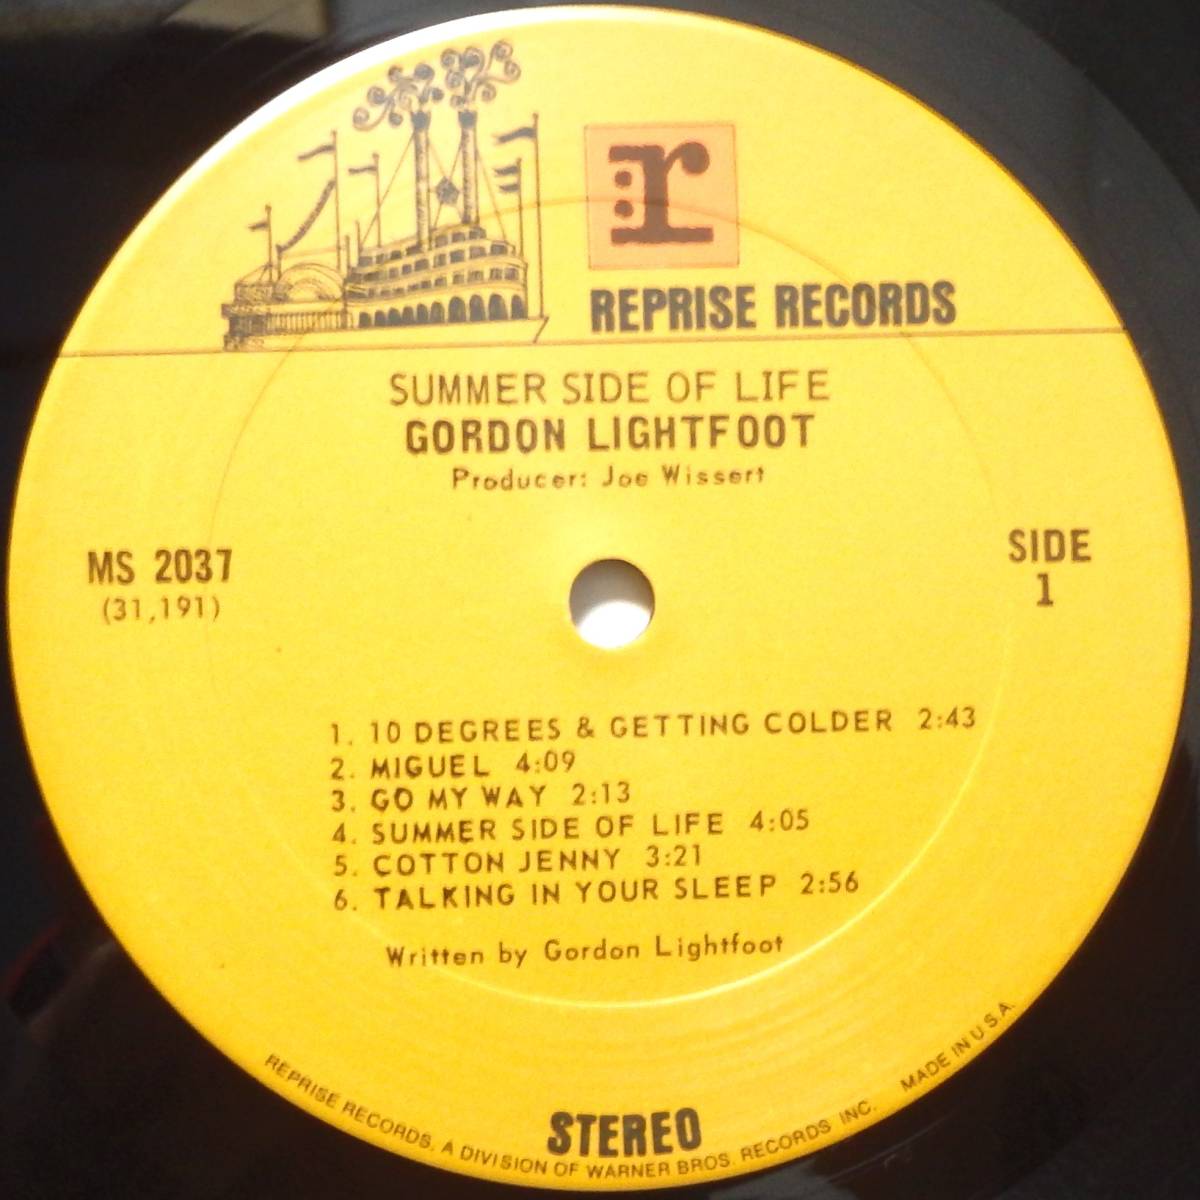 r:
REPRISE RECORDS
SUMMER SIDE OF LIFE
GORDON LIGHTFOOT
Producer: Joe Wissert
MS 2037
(31,191)
SIDE
1
1. 10 DEGREES & GETTING COLDER 2:43
2. MIGUEL 4:09
3. GO MY WAY 2:13
4. SUMMER SIDE OF LIFE 4:05
5. COTTON JENNY 3:21
6. TALKING IN YOUR SLEEP 2:56
Written by Gordon Lightfoot
STEREO
REPRISE RECORDS, A DIVISION OF WARNER BROS. RECORDS INC. MADE IN U.S.A.